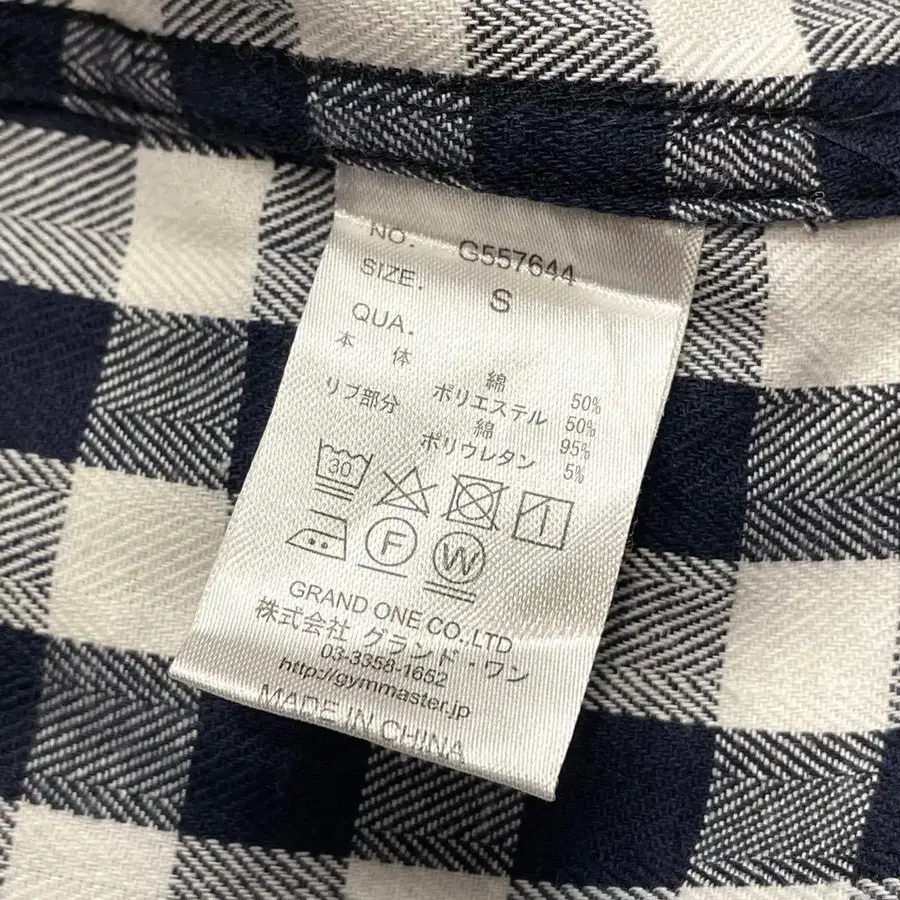 NO. G557644
SIZE. S
QUA.
本 体 綿 50%
ポリエステル 50%
リブ部分 綿 95%
ポリウレタン 5%
30
F W
GRAND ONE CO.,LTD
株式会社 グランド・ワン
03-3358-1652
http://gymmaster.jp
MADE IN CHINA